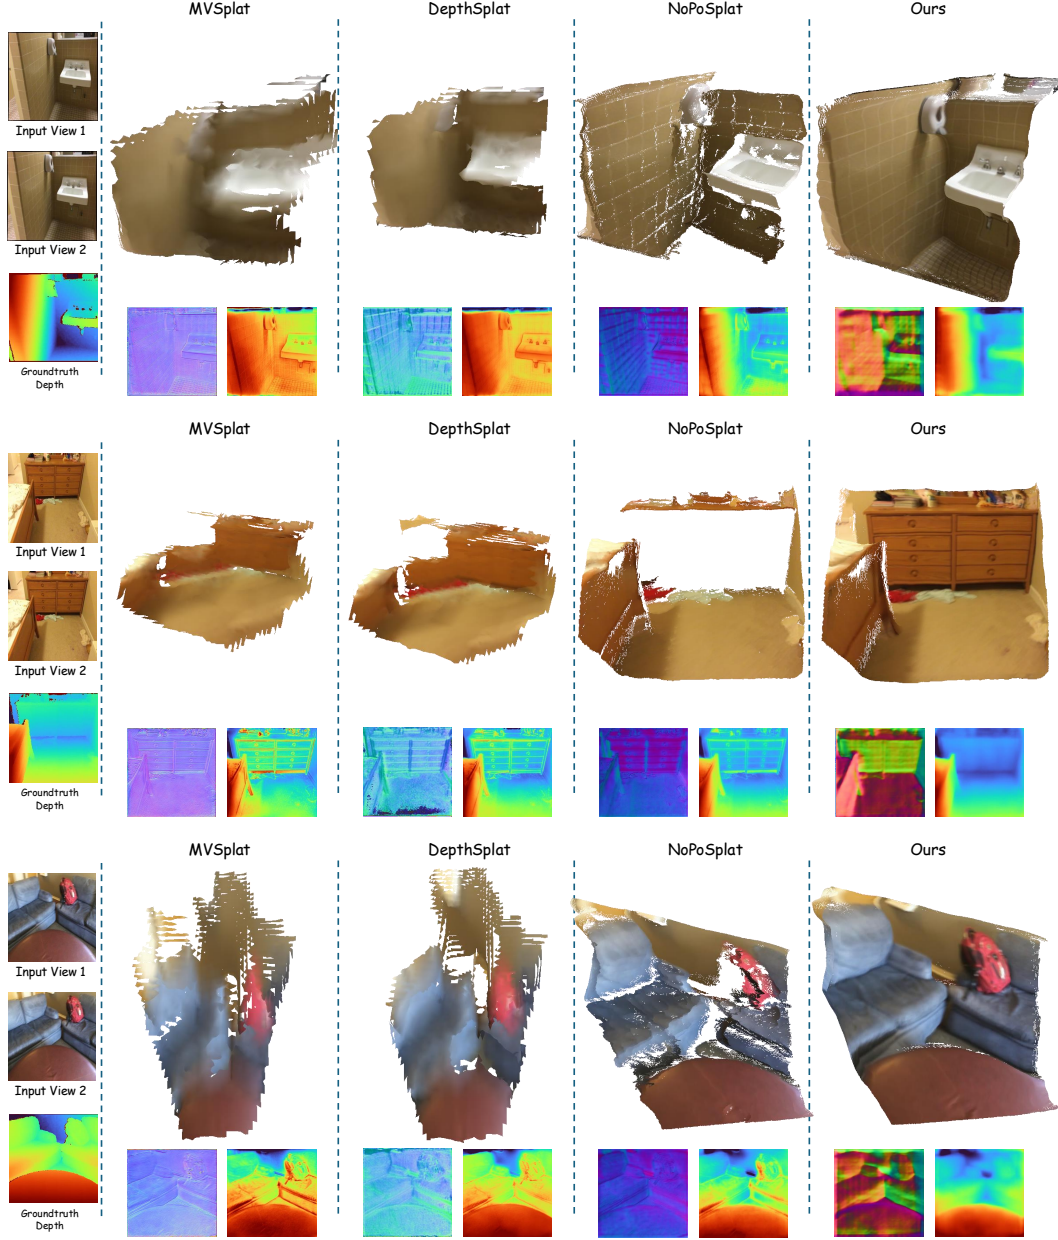 MVSplat DepthSplat NoPoSplat Ours
Input View 1
Input View 2
Groundtruth
Depth
MVSplat DepthSplat NoPoSplat Ours
Input View 1
Input View 2
Groundtruth
Depth
MVSplat DepthSplat NoPoSplat Ours
Input View 1
Input View 2
Groundtruth
Depth